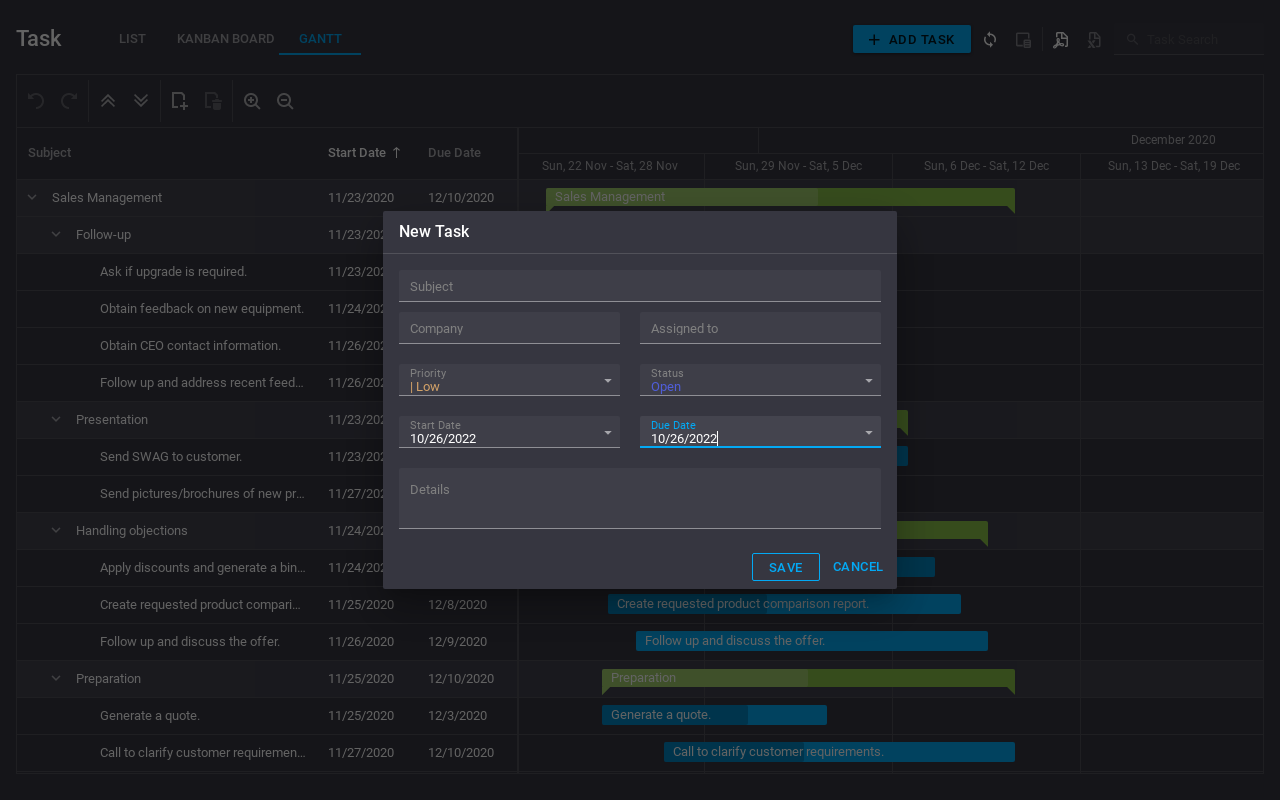 Task
LIST
KANBAN BOARD
GANTT
ADD TASK
Task Search
Subject
Start Date
Due Date
December 2020
Sun, 22 Nov - Sat, 28 Nov
Sun, 29 Nov - Sat, 5 Dec
Sun, 6 Dec - Sat, 12 Dec
Sun, 13 Dec - Sat, 19 Dec
Sales Management 11/23/2020 12/10/2020 Sales Management
Follow-up 11/23/202
Ask if upgrade is required. 11/23/202
Obtain feedback on new equipment. 11/24/202
Obtain CEO contact information. 11/26/202
Follow up and address recent feed... 11/26/202
Presentation 11/23/202
Send SWAG to customer. 11/23/202
Send pictures/brochures of new pr... 11/27/202
Handling objections 11/24/202
Apply discounts and generate a bin... 11/24/202
Create requested product compari... 11/25/2020 12/8/2020 Create requested product comparison report.
Follow up and discuss the offer. 11/26/2020 12/9/2020 Follow up and discuss the offer.
Preparation 11/25/2020 12/10/2020 Preparation
Generate a quote. 11/25/2020 12/3/2020 Generate a quote.
Call to clarify customer requiremen... 11/27/2020 12/10/2020 Call to clarify customer requirements.
New Task
Subject
Company
Assigned to
Priority
| Low
Status
Open
Start Date
10/26/2022
Due Date
10/26/2022
Details
SAVE
CANCEL